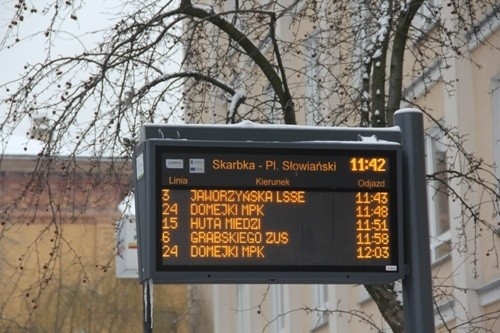 Skarbka - Pl. Słowiański 11:42
Linia Kierunek Odjazd
3 JAWORZYŃSKA LSSE 11:43
24 DOMEJKI MPK 11:48
15 HUTA MIEDZI 11:51
6 GRABSKIEGO ZUS 11:58
24 DOMEJKI MPK 12:03